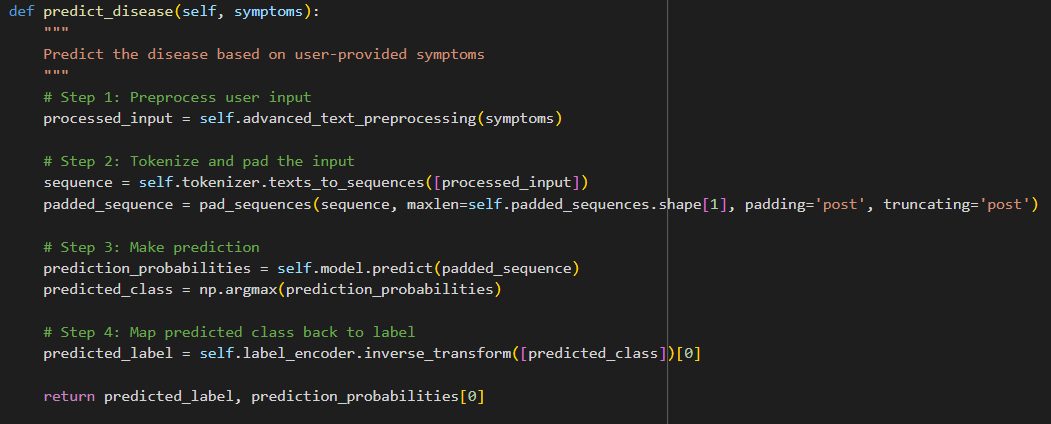 def predict_disease(self, symptoms):
    """
    Predict the disease based on user-provided symptoms
    """
    # Step 1: Preprocess user input
    processed_input = self.advanced_text_preprocessing(symptoms)

    # Step 2: Tokenize and pad the input
    sequence = self.tokenizer.texts_to_sequences([processed_input])
    padded_sequence = pad_sequences(sequence, maxlen=self.padded_sequences.shape[1], padding='post', truncating='post')

    # Step 3: Make prediction
    prediction_probabilities = self.model.predict(padded_sequence)
    predicted_class = np.argmax(prediction_probabilities)

    # Step 4: Map predicted class back to label
    predicted_label = self.label_encoder.inverse_transform([predicted_class])[0]

    return predicted_label, prediction_probabilities[0]